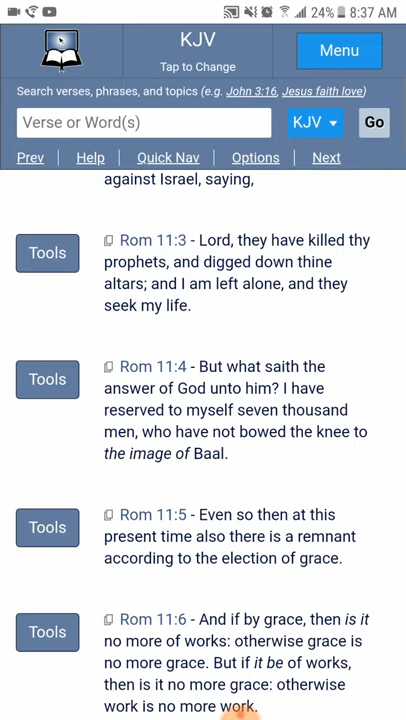 24% 8:37 AM
KJV
Tap to Change
Menu
Search verses, phrases, and topics (e.g. John 3:16, Jesus faith love)
Verse or Word(s)
KJV
Go
Prev | Help | Quick Nav | Options | Next
against Israel, saying,
Tools
Rom 11:3 - Lord, they have killed thy
prophets, and digged down thine
altars; and I am left alone, and they
seek my life.
Tools
Rom 11:4 - But what saith the
answer of God unto him? I have
reserved to myself seven thousand
men, who have not bowed the knee to
the image of Baal.
Tools
Rom 11:5 - Even so then at this
present time also there is a remnant
according to the election of grace.
Tools
Rom 11:6 - And if by grace, then is it
no more of works: otherwise grace is
no more grace. But if it be of works,
then is it no more grace: otherwise
work is no more work.